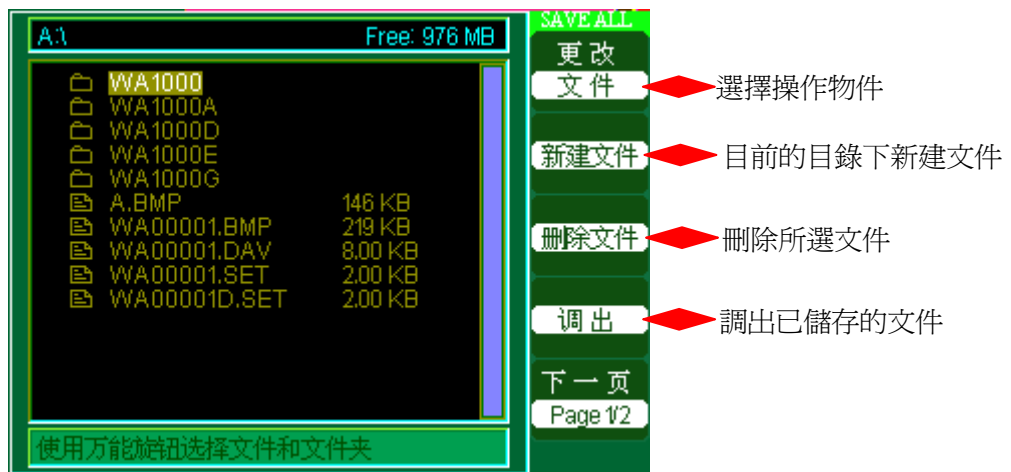 A:\ Free: 976 MB
WA1000
WA1000A
WA1000D
WA1000E
WA1000G
A.BMP 146 KB
WA00001.BMP 219 KB
WA00001.DAV 8.00 KB
WA00001.SET 2.00 KB
WA00001D.SET 2.00 KB
使用万能旋钮选择文件和文件夹
SAVE ALL
更改
文件
選擇操作物件
新建文件
目前的目錄下新建文件
删除文件
刪除所選文件
调出
調出已儲存的文件
下一页
Page 1/2